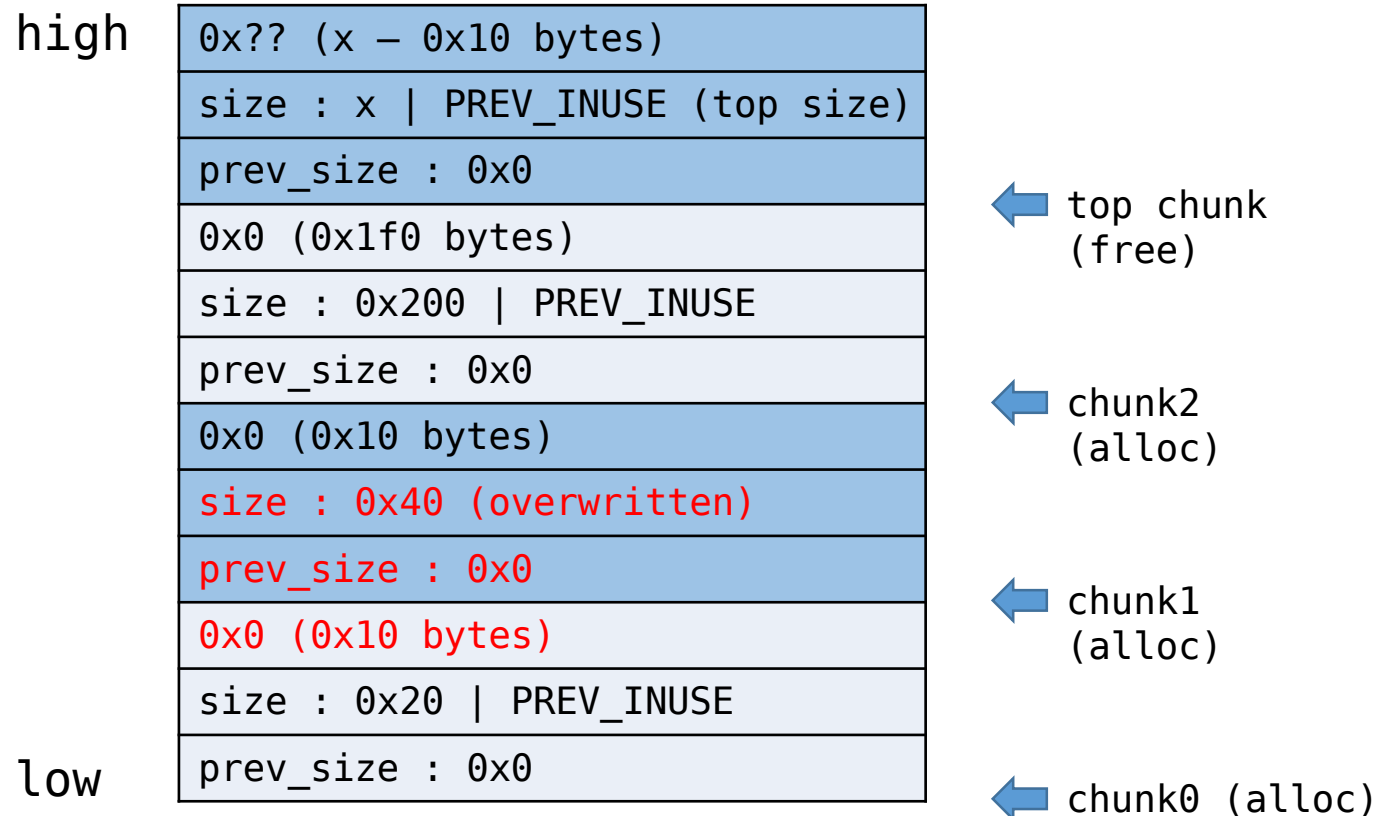 high
0x?? (x – 0x10 bytes)
size : x | PREV_INUSE (top size)
prev_size : 0x0
top chunk
(free)
0x0 (0x1f0 bytes)
size : 0x200 | PREV_INUSE
prev_size : 0x0
chunk2
(alloc)
0x0 (0x10 bytes)
size : 0x40 (overwritten)
prev_size : 0x0
chunk1
(alloc)
0x0 (0x10 bytes)
size : 0x20 | PREV_INUSE
low
prev_size : 0x0
chunk0 (alloc)